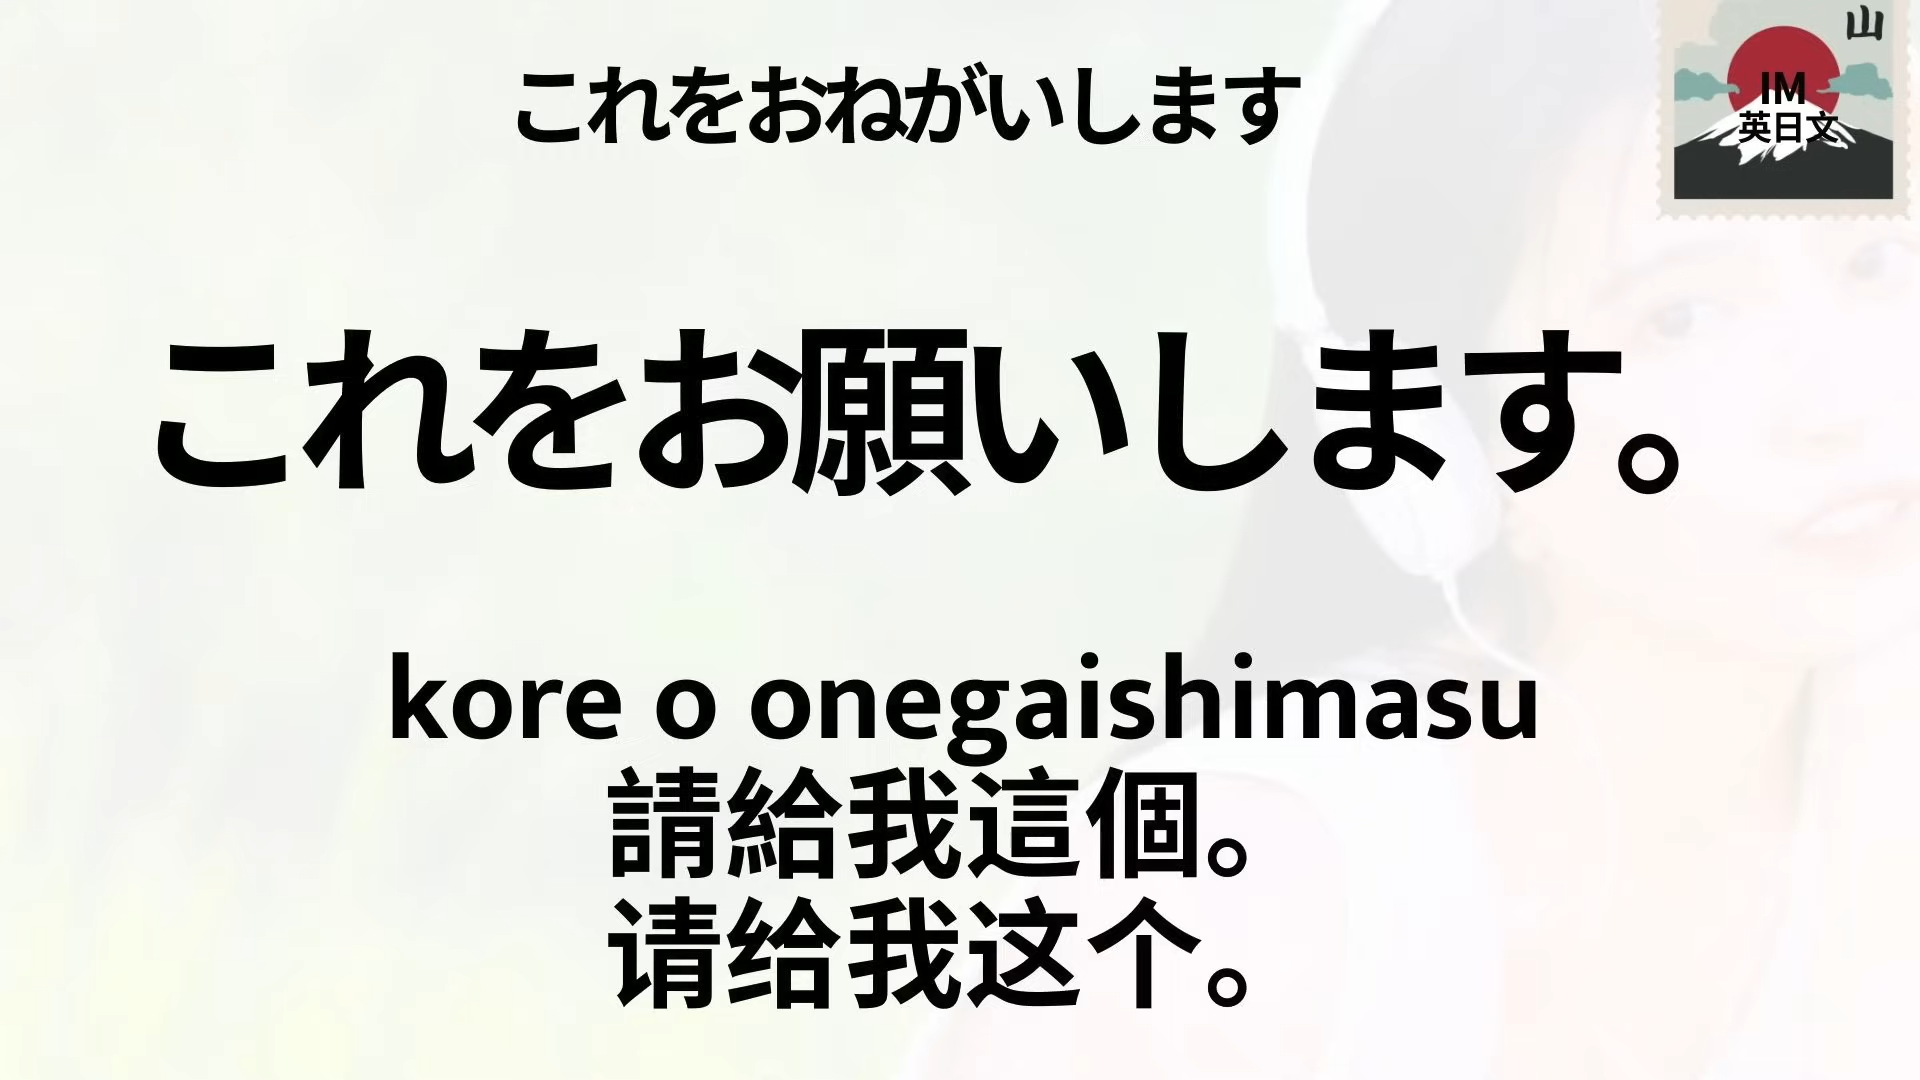 山
IM
英日文
これをおねがいします
これをお願いします。
kore o onegaishimasu
請給我這個。
请给我这个。